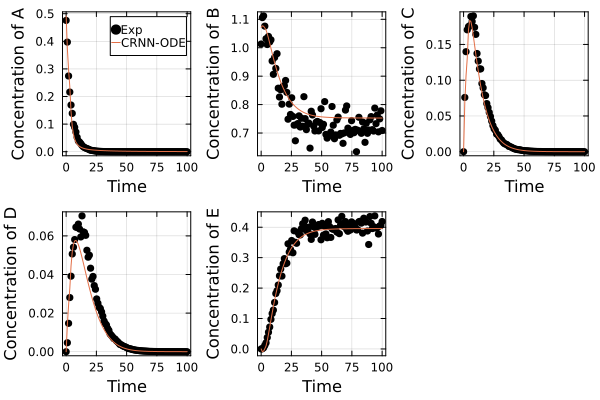 Concentration of A
0.5
0.4
0.3
0.2
0.1
0.0
0 25 50 75 100
Time
Exp
CRNN-ODE
Concentration of B
1.1
1.0
0.9
0.8
0.7
0 25 50 75 100
Time
Concentration of C
0.15
0.10
0.05
0.00
0 25 50 75 100
Time
Concentration of D
0.06
0.04
0.02
0.00
0 25 50 75 100
Time
Concentration of E
0.4
0.3
0.2
0.1
0.0
0 25 50 75 100
Time